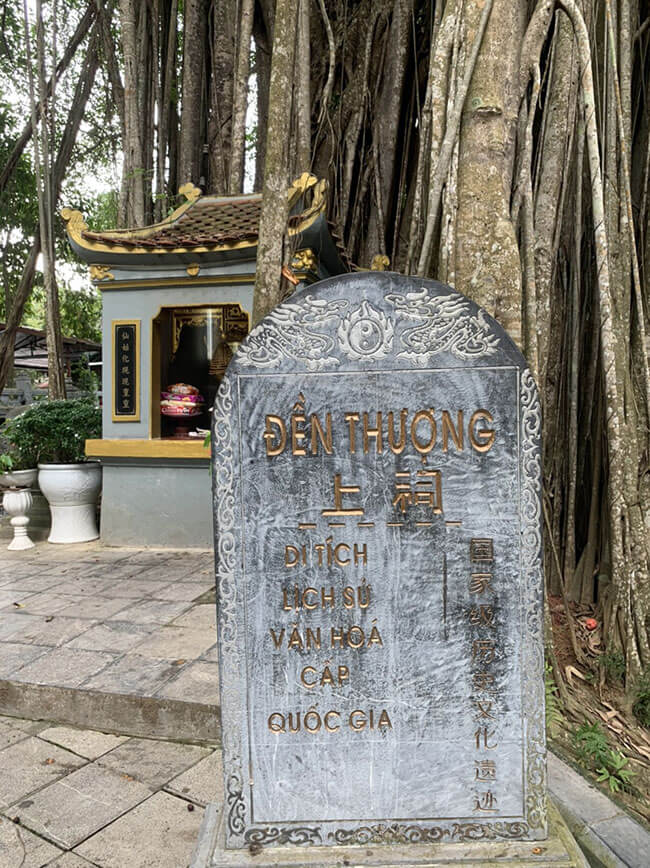 ĐỀN THƯỢNG
上祠
DI TÍCH
LỊCH SỬ
VĂN HOÁ
CẤP
QUỐC GIA
国家级历史文化遗迹